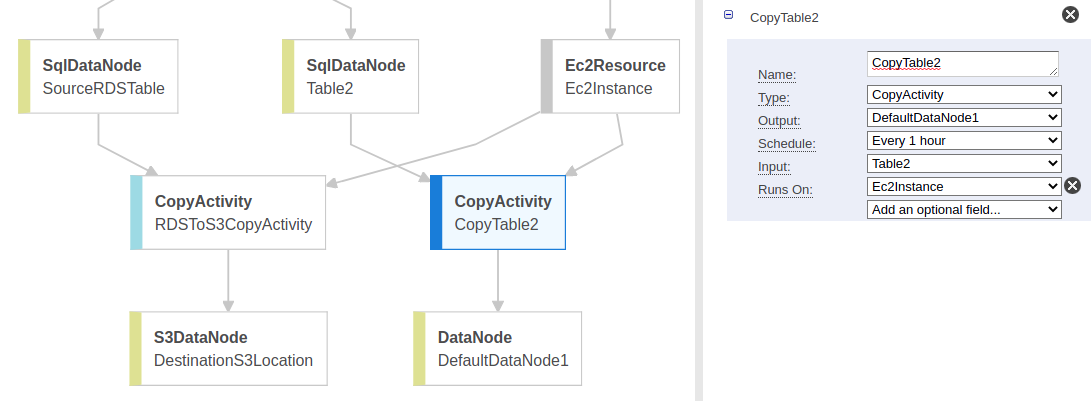 SqlDataNode
SourceRDSTable
SqlDataNode
Table2
Ec2Resource
Ec2Instance
CopyActivity
RDSToS3CopyActivity
CopyActivity
CopyTable2
S3DataNode
DestinationS3Location
DataNode
DefaultDataNode1
CopyTable2
Name: CopyTable2
Type: CopyActivity
Output: DefaultDataNode1
Schedule: Every 1 hour
Input: Table2
Runs On: Ec2Instance
Add an optional field...